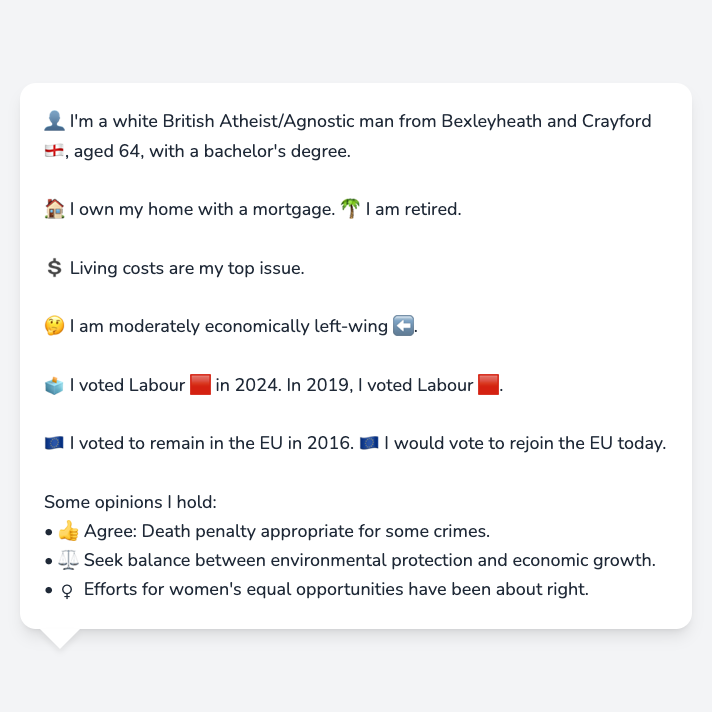 👤 I'm a white British Atheist/Agnostic man from Bexleyheath and Crayford
🏴󠁧󠁢󠁥󠁮󠁧󠁿, aged 64, with a bachelor's degree.
🏠 I own my home with a mortgage. 🌴 I am retired.
💲 Living costs are my top issue.
🤔 I am moderately economically left-wing ⬅️.
🗳️ I voted Labour 🟥 in 2024. In 2019, I voted Labour 🟥.
🇪🇺 I voted to remain in the EU in 2016. 🇪🇺 I would vote to rejoin the EU today.
Some opinions I hold:
• 👍 Agree: Death penalty appropriate for some crimes.
• ⚖️ Seek balance between environmental protection and economic growth.
• ♀ Efforts for women's equal opportunities have been about right.